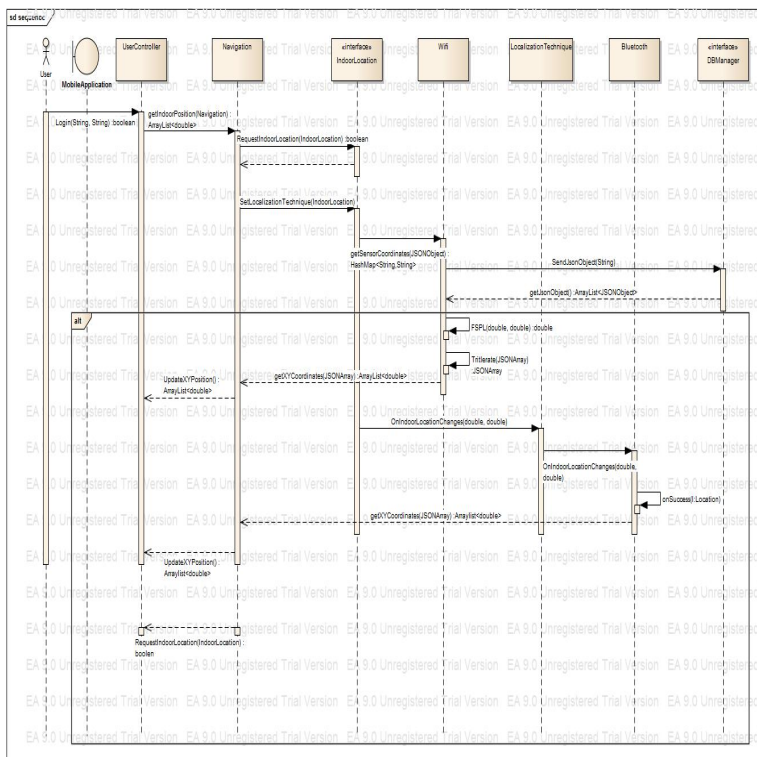 sd sequence
User
MobileApplication
UserController
Navigation
«interface»
IndoorLocation
Wifi
LocalizationTechnique
Bluetooth
«interface»
DBManager
Login(String, String) :boolean
getIndoorPosition(Navigation) :
ArrayList<double>
RequestIndoorLocation(IndoorLocation) :boolean
SetLocalizationTechnique(IndoorLocation)
getSensorCoordinates(JSONObject) :
HashMap<String,String>
SendJsonObject(String)
getJsonObject() :ArrayList<JSONObject>
alt
FSPL(double, double) :double
Tritlerate(JSONArray)
:JSONArray
getXYCoordinates(JSONArray) :ArrayList<double>
UpdateXYPosition() :
ArrayList<double>
OnIndoorLocationChanges(double, double)
OnIndoorLocationChanges(double,
double)
onSuccess(l:Location)
getXYCoordinates(JSONArray) :Arraylist<double>
UpdateXYPosition() :
Arraylist<double>
RequestIndoorLocation(IndoorLocation) :
boolen
EA 9.0 Unregistered Trial Version